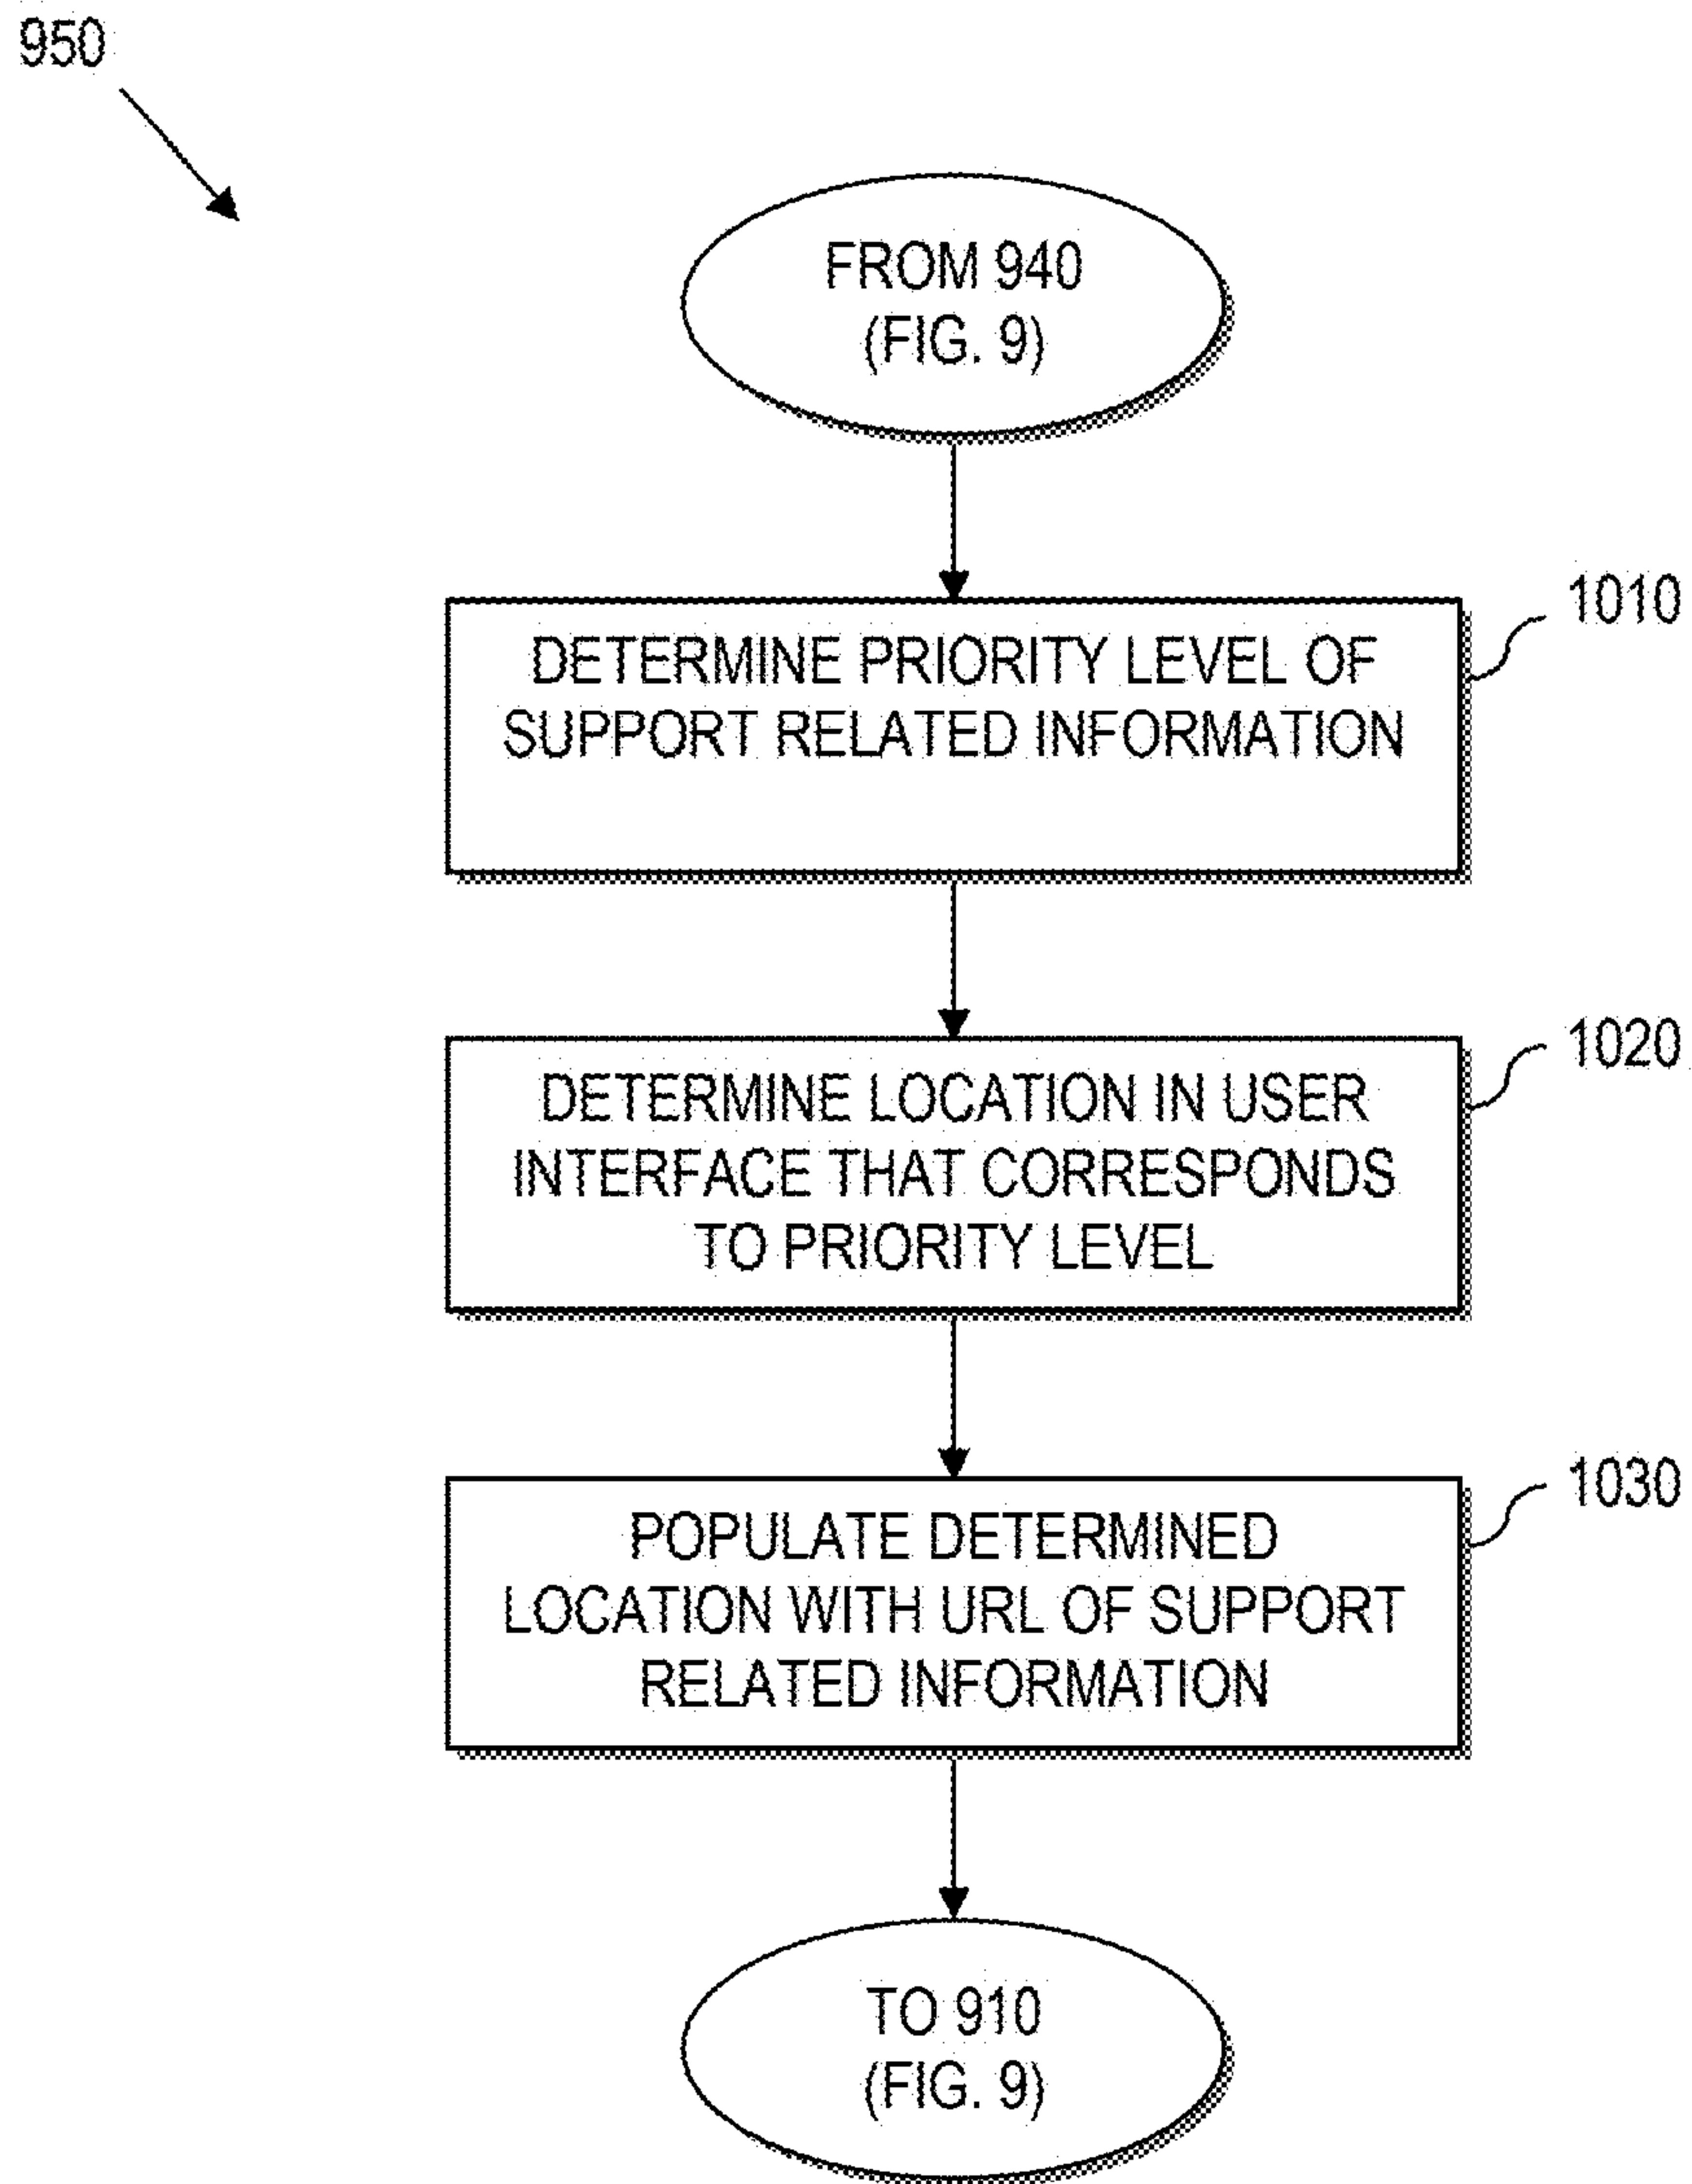 950
FROM 940
(FIG. 9)
1010
DETERMINE PRIORITY LEVEL OF
SUPPORT RELATED INFORMATION
1020
DETERMINE LOCATION IN USER
INTERFACE THAT CORRESPONDS
TO PRIORITY LEVEL
1030
POPULATE DETERMINED
LOCATION WITH URL OF SUPPORT
RELATED INFORMATION
TO 910
(FIG. 9)